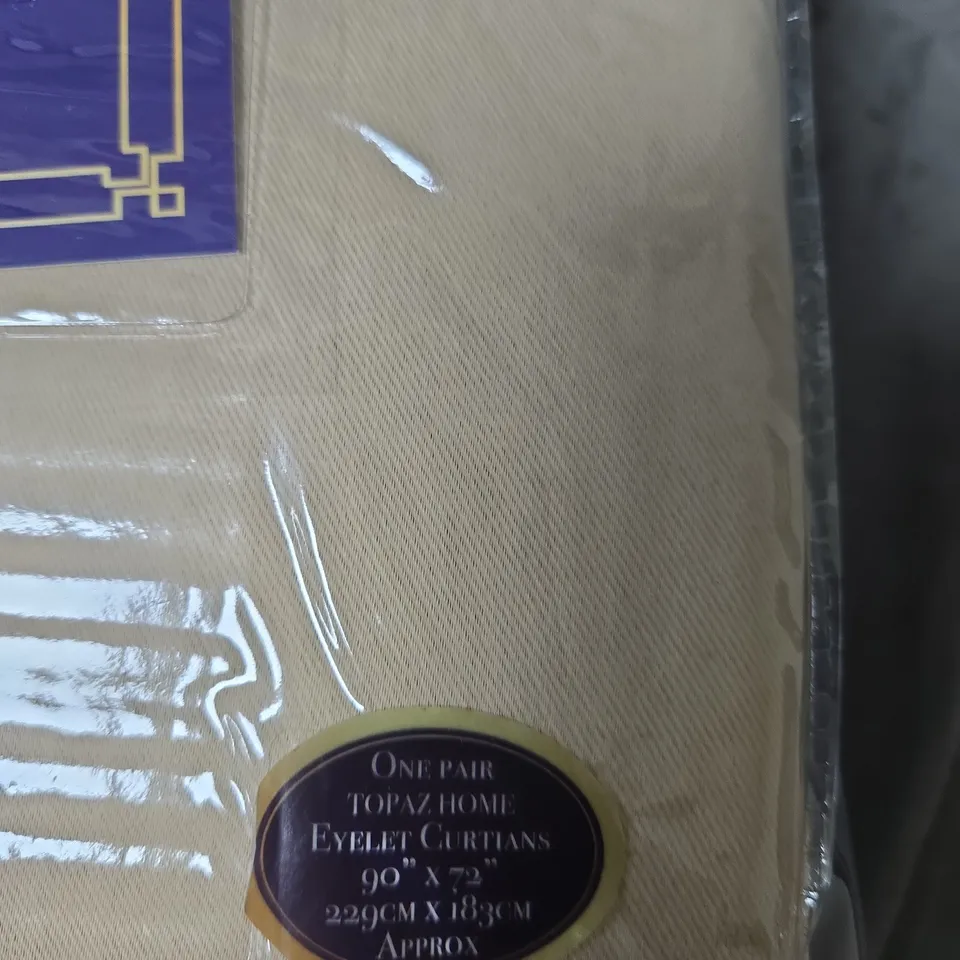 ONE PAIR
TOPAZ HOME
EYELET CURTIANS
90" X 72"
229CM X 183CM
APPROX